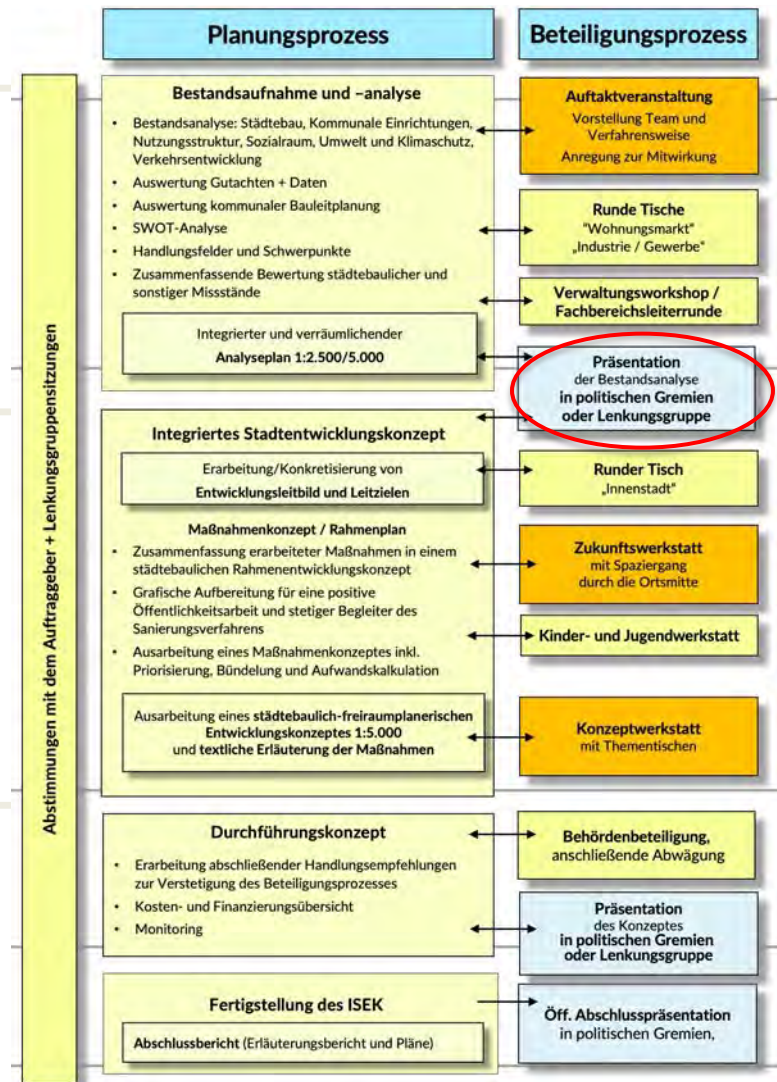 Planungsprozess
Beteiligungsprozess
Abstimmungen mit dem Auftraggeber + Lenkungsgruppensitzungen
Bestandsaufnahme und –analyse
• Bestandsanalyse: Städtebau, Kommunale Einrichtungen,
Nutzungsstruktur, Sozialraum, Umwelt und Klimaschutz,
Verkehrsentwicklung
• Auswertung Gutachten + Daten
• Auswertung kommunaler Bauleitplanung
• SWOT-Analyse
• Handlungsfelder und Schwerpunkte
• Zusammenfassende Bewertung städtebaulicher und
sonstiger Missstände
Integrierter und verräumlichender
Analyseplan 1:2.500/5.000
Auftaktveranstaltung
Vorstellung Team und
Verfahrensweise
Anregung zur Mitwirkung
Runde Tische
"Wohnungsmarkt"
„Industrie / Gewerbe"
Verwaltungsworkshop /
Fachbereichsleiterrunde
Präsentation
der Bestandsanalyse
in politischen Gremien
oder Lenkungsgruppe
Integriertes Stadtentwicklungskonzept
Erarbeitung/Konkretisierung von
Entwicklungsleitbild und Leitzielen
Maßnahmenkonzept / Rahmenplan
• Zusammenfassung erarbeiteter Maßnahmen in einem
städtebaulichen Rahmenentwicklungskonzept
• Grafische Aufbereitung für eine positive
Öffentlichkeitsarbeit und stetiger Begleiter des
Sanierungsverfahrens
• Ausarbeitung eines Maßnahmenkonzeptes inkl.
Priorisierung, Bündelung und Aufwandskalkulation
Ausarbeitung eines städtebaulich-freiraumplanerischen
Entwicklungskonzeptes 1:5.000
und textliche Erläuterung der Maßnahmen
Runder Tisch
„Innenstadt"
Zukunftswerkstatt
mit Spaziergang
durch die Ortsmitte
Kinder- und Jugendwerkstatt
Konzeptwerkstatt
mit Thementischen
Durchführungskonzept
• Erarbeitung abschließender Handlungsempfehlungen
zur Verstetigung des Beteiligungsprozesses
• Kosten- und Finanzierungsübersicht
• Monitoring
Behördenbeteiligung,
anschließende Abwägung
Präsentation
des Konzeptes
in politischen Gremien
oder Lenkungsgruppe
Fertigstellung des ISEK
Abschlussbericht (Erläuterungsbericht und Pläne)
Öff. Abschlusspräsentation
in politischen Gremien,